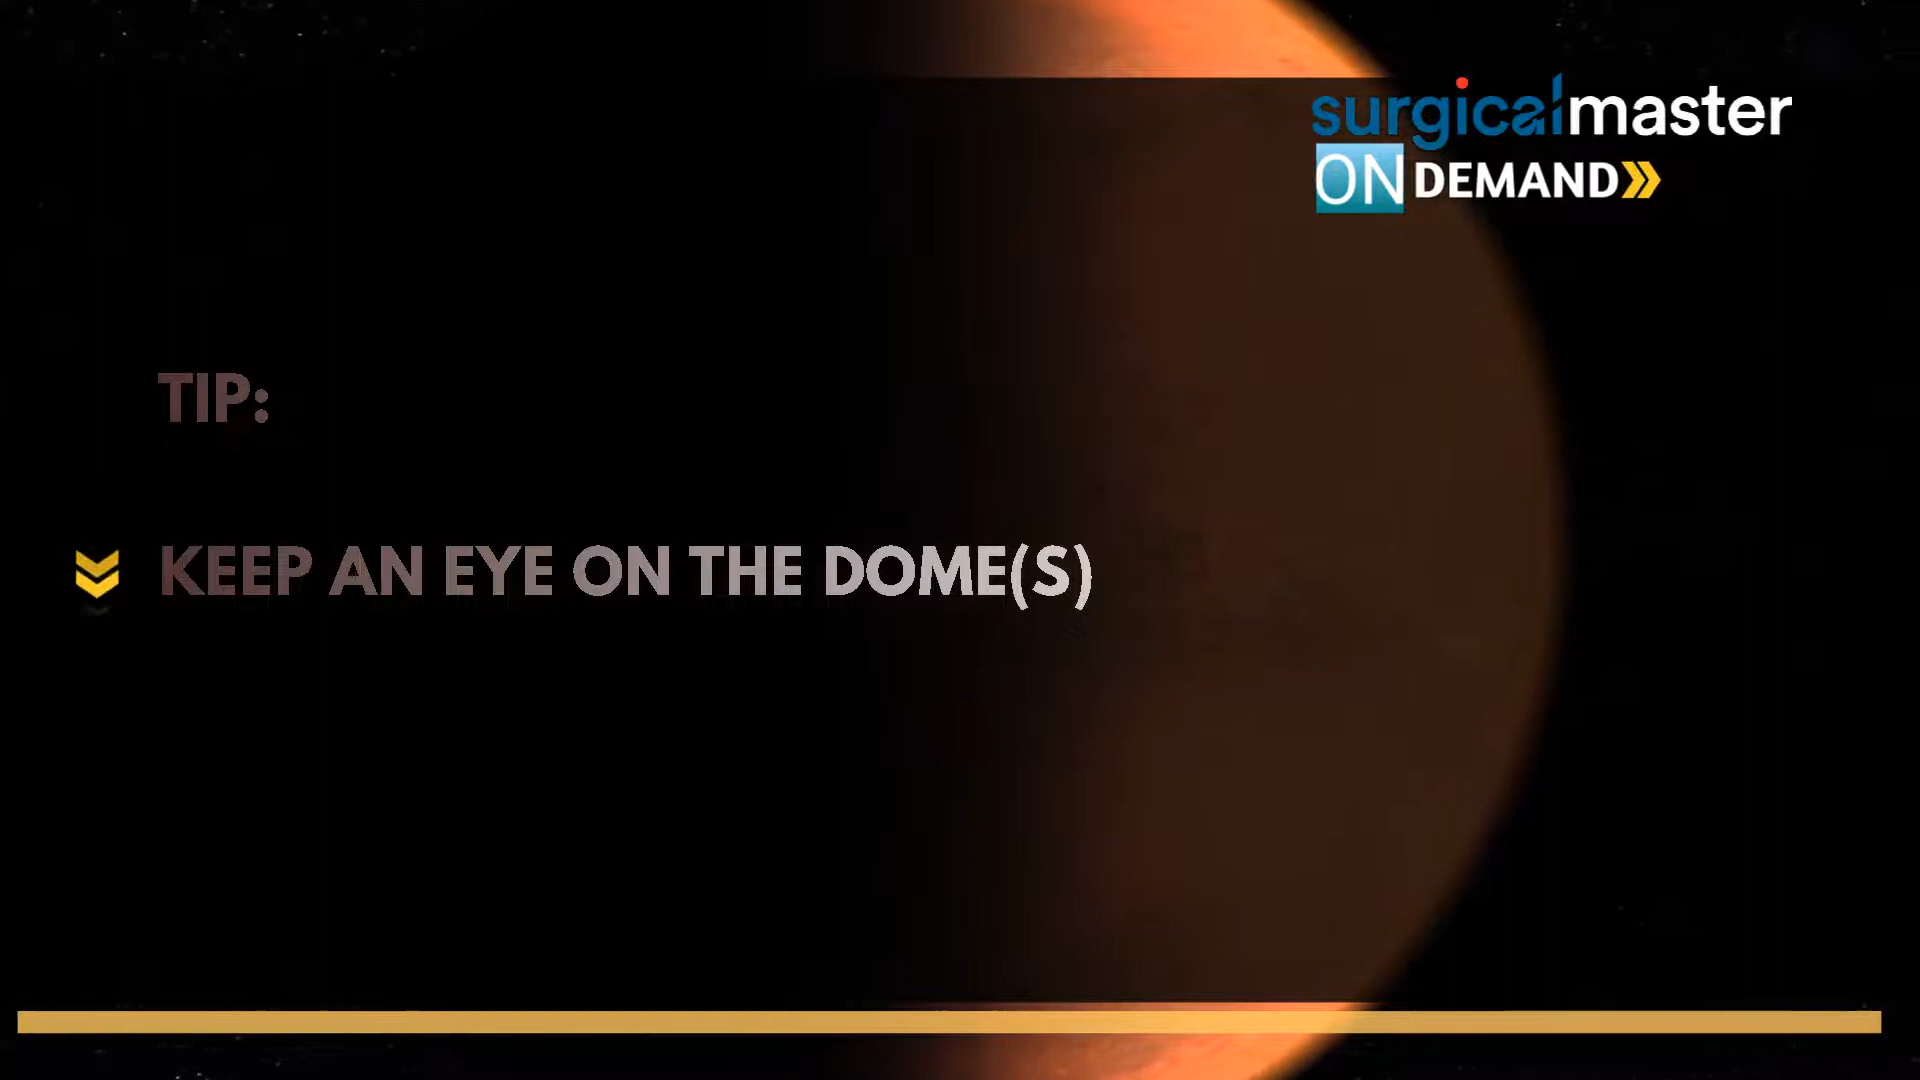 surgicalmaster
ON DEMAND
TIP:
KEEP AN EYE ON THE DOME(S)